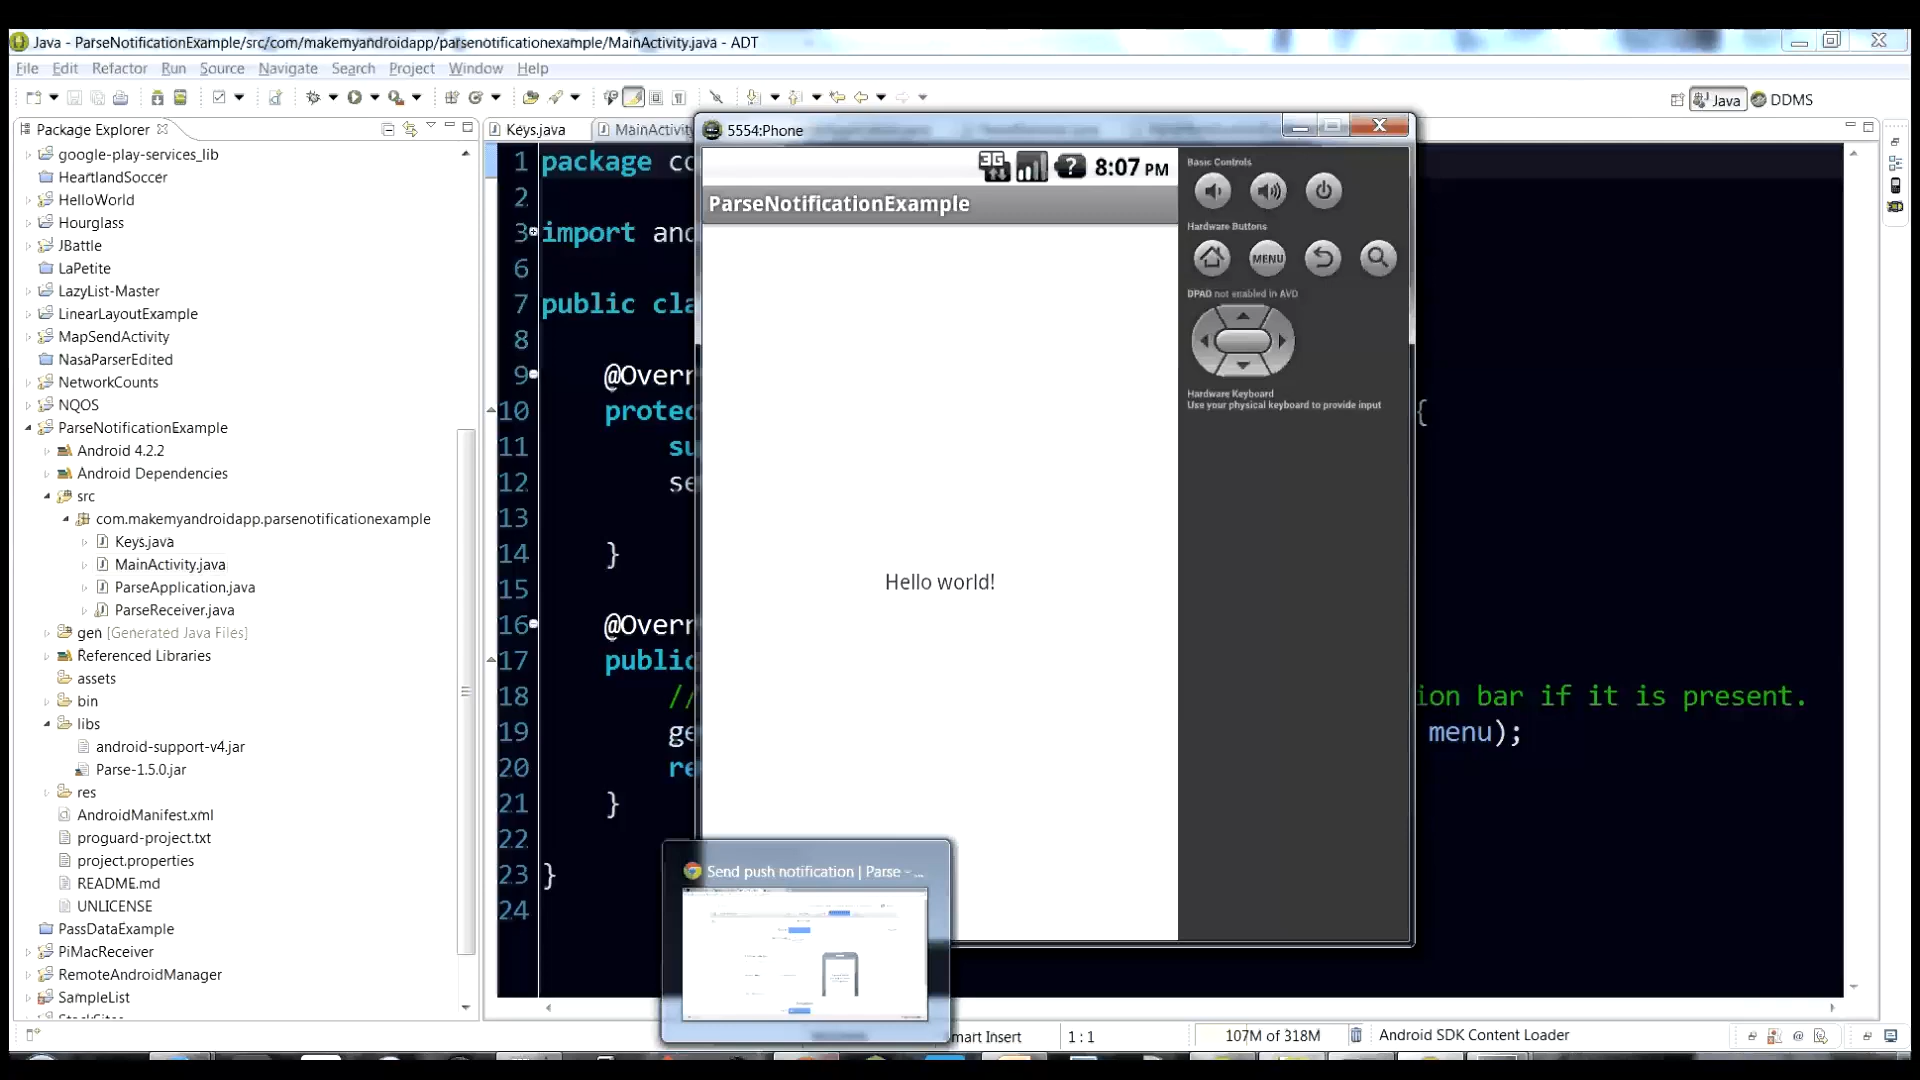 Java - ParseNotificationExample/src/com/makemyandroidapp/parsenotificationexample/MainActivity.java - ADT
File Edit Refactor Run Source Navigate Search Project Window Help
Java DDMS
Package Explorer
google-play-services_lib
HeartlandSoccer
HelloWorld
Hourglass
JBattle
LaPetite
LazyList-Master
LinearLayoutExample
MapSendActivity
NasaParserEdited
NetworkCounts
NQOS
ParseNotificationExample
Android 4.2.2
Android Dependencies
src
com.makemyandroidapp.parsenotificationexample
Keys.java
MainActivity.java
ParseApplication.java
ParseReceiver.java
gen [Generated Java Files]
Referenced Libraries
assets
bin
libs
android-support-v4.jar
Parse-1.5.0.jar
res
AndroidManifest.xml
proguard-project.txt
project.properties
README.md
UNLICENSE
PassDataExample
PiMacReceiver
RemoteAndroidManager
SampleList
Keys.java MainActivity
1 package co
2
3 import and
6
7 public cla
8
9 @Overr
10 protec {
11 su
12 se
13
14 }
15
16 @Overr
17 public
18 // ion bar if it is present.
19 ge menu);
20 re
21 }
22
23 }
24
5554:Phone
3G 8:07 PM
ParseNotificationExample
Hello world!
Basic Controls
Hardware Buttons
MENU
DPAD not enabled in AVD
Hardware Keyboard
Use your physical keyboard to provide input
Send push notification | Parse - ...
mart Insert 1 : 1 107M of 318M Android SDK Content Loader